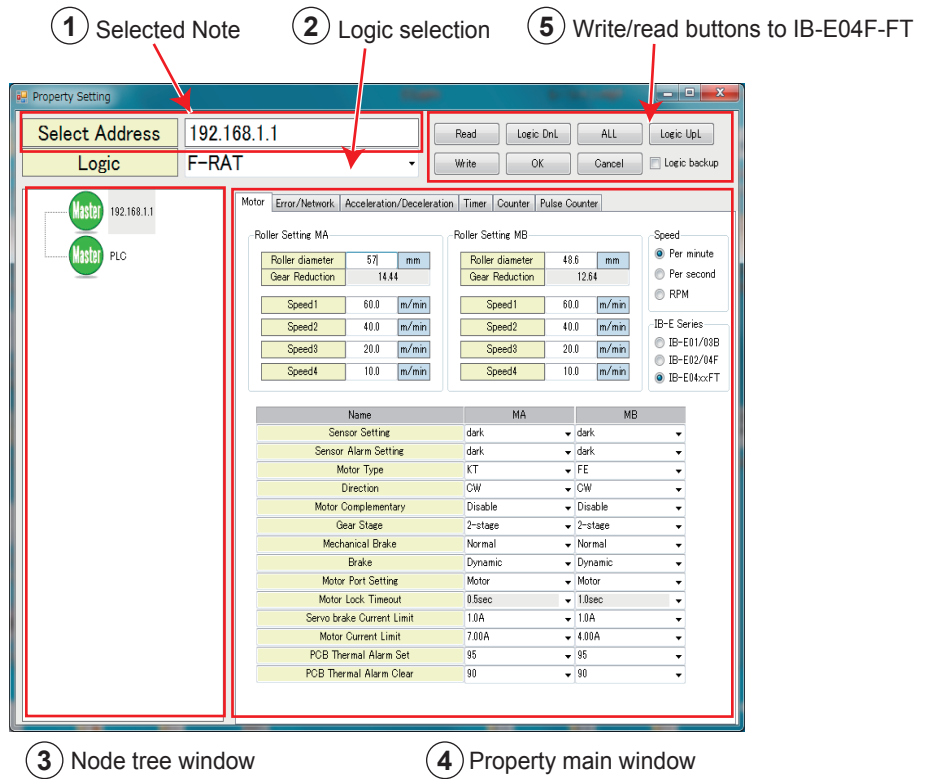 1 Selected Note
2 Logic selection
5 Write/read buttons to IB-E04F-FT
Property Setting
Select Address 192.168.1.1
Logic F-RAT
Read Logic DnL ALL Logic UpL
Write OK Cancel Logic backup
Master 192.168.1.1
Master PLC
Motor Error/Network Acceleration/Deceleration Timer Counter Pulse Counter
Roller Setting MA
Roller diameter 57 mm
Gear Reduction 14.44
Speed1 60.0 m/min
Speed2 40.0 m/min
Speed3 20.0 m/min
Speed4 10.0 m/min
Roller Setting MB
Roller diameter 48.6 mm
Gear Reduction 12.64
Speed1 60.0 m/min
Speed2 40.0 m/min
Speed3 20.0 m/min
Speed4 10.0 m/min
Speed
Per minute
Per second
RPM
IB-E Series
IB-E01/03B
IB-E02/04F
IB-E04xxFT
Name MA MB
Sensor Setting dark dark
Sensor Alarm Setting dark dark
Motor Type KT FE
Direction CW CW
Motor Complementary Disable Disable
Gear Stage 2-stage 2-stage
Mechanical Brake Normal Normal
Brake Dynamic Dynamic
Motor Port Setting Motor Motor
Motor Lock Timeout 0.5sec 1.0sec
Servo brake Current Limit 1.0A 1.0A
Motor Current Limit 7.00A 4.00A
PCB Thermal Alarm Set 95 95
PCB Thermal Alarm Clear 90 90
3 Node tree window
4 Property main window